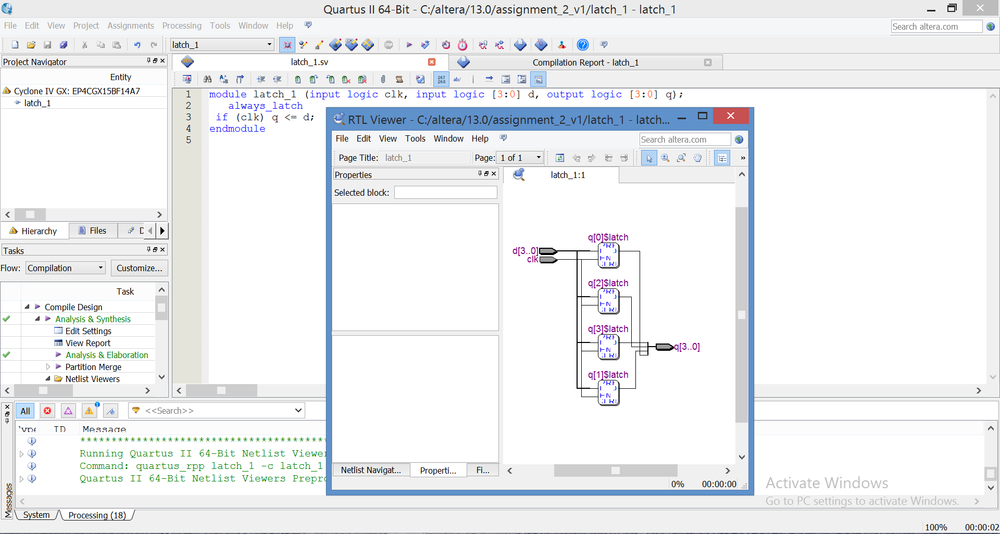 Quartus II 64-Bit - C:/altera/13.0/assignment_2_v1/latch_1 - latch_1
File Edit View Project Assignments Processing Tools Window Help
Search altera.com
latch_1
Project Navigator
Entity
Cyclone IV GX: EP4CGX15BF14A7
latch_1
Hierarchy Files D
Tasks
Flow: Compilation Customize...
Task
Compile Design
Analysis & Synthesis
Edit Settings
View Report
Analysis & Elaboration
Partition Merge
Netlist Viewers
latch_1.sv
Compilation Report - latch_1
267
268
ab/
1 module latch_1 (input logic clk, input logic [3:0] d, output logic [3:0] q);
2 always_latch
3 if (clk) q <= d;
4 endmodule
5
RTL Viewer - C:/altera/13.0/assignment_2_v1/latch_1 - latch...
File Edit View Tools Window Help
Search altera.com
Page Title: latch_1 Page: 1 of 1 »
Properties
Selected block:
latch_1:1
q[0]$latch
d[3..0]
clk
q[2]$latch
q[3]$latch
q[3..0]
q[1]$latch
Netlist Navigat... Properti... Fi...
0% 00:00:00
All
1
<<Search>>
Type ID Message
******************************************
Running Quartus II 64-Bit Netlist Viewer
Command: quartus_rpp latch_1 -c latch_1
Quartus II 64-Bit Netlist Viewers Prepro
Messages
System Processing (18)
Activate Windows
Go to PC settings to activate Windows.
100% 00:00:02